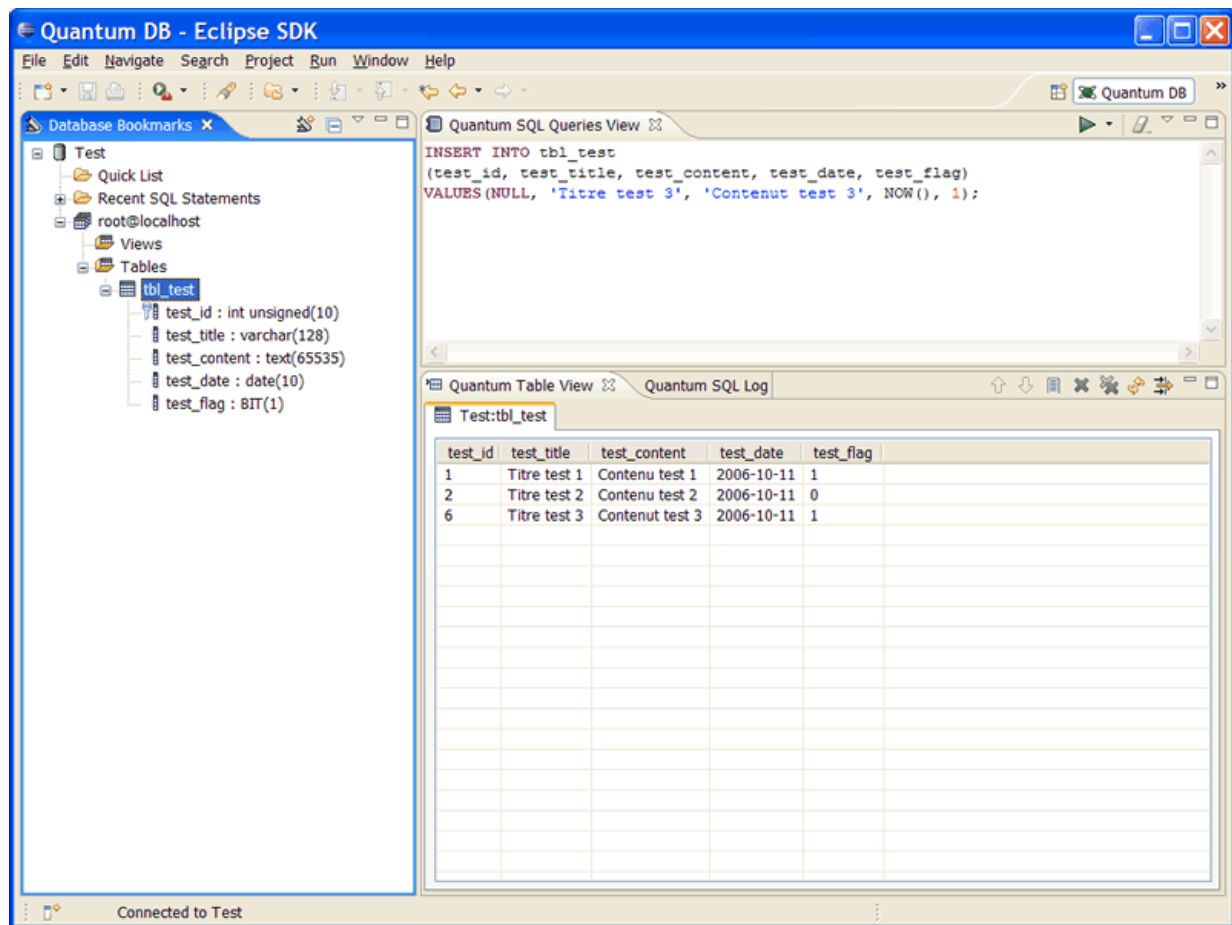 Quantum DB - Eclipse SDK
File Edit Navigate Search Project Run Window Help
Quantum DB »
Database Bookmarks
Test
Quick List
Recent SQL Statements
root@localhost
Views
Tables
tbl_test
test_id : int unsigned(10)
test_title : varchar(128)
test_content : text(65535)
test_date : date(10)
test_flag : BIT(1)
Quantum SQL Queries View
INSERT INTO tbl_test
(test_id, test_title, test_content, test_date, test_flag)
VALUES(NULL, 'Titre test 3', 'Contenut test 3', NOW(), 1);
Quantum Table View Quantum SQL Log
Test:tbl_test
test_id test_title test_content test_date test_flag
1 Titre test 1 Contenu test 1 2006-10-11 1
2 Titre test 2 Contenu test 2 2006-10-11 0
6 Titre test 3 Contenut test 3 2006-10-11 1
Connected to Test